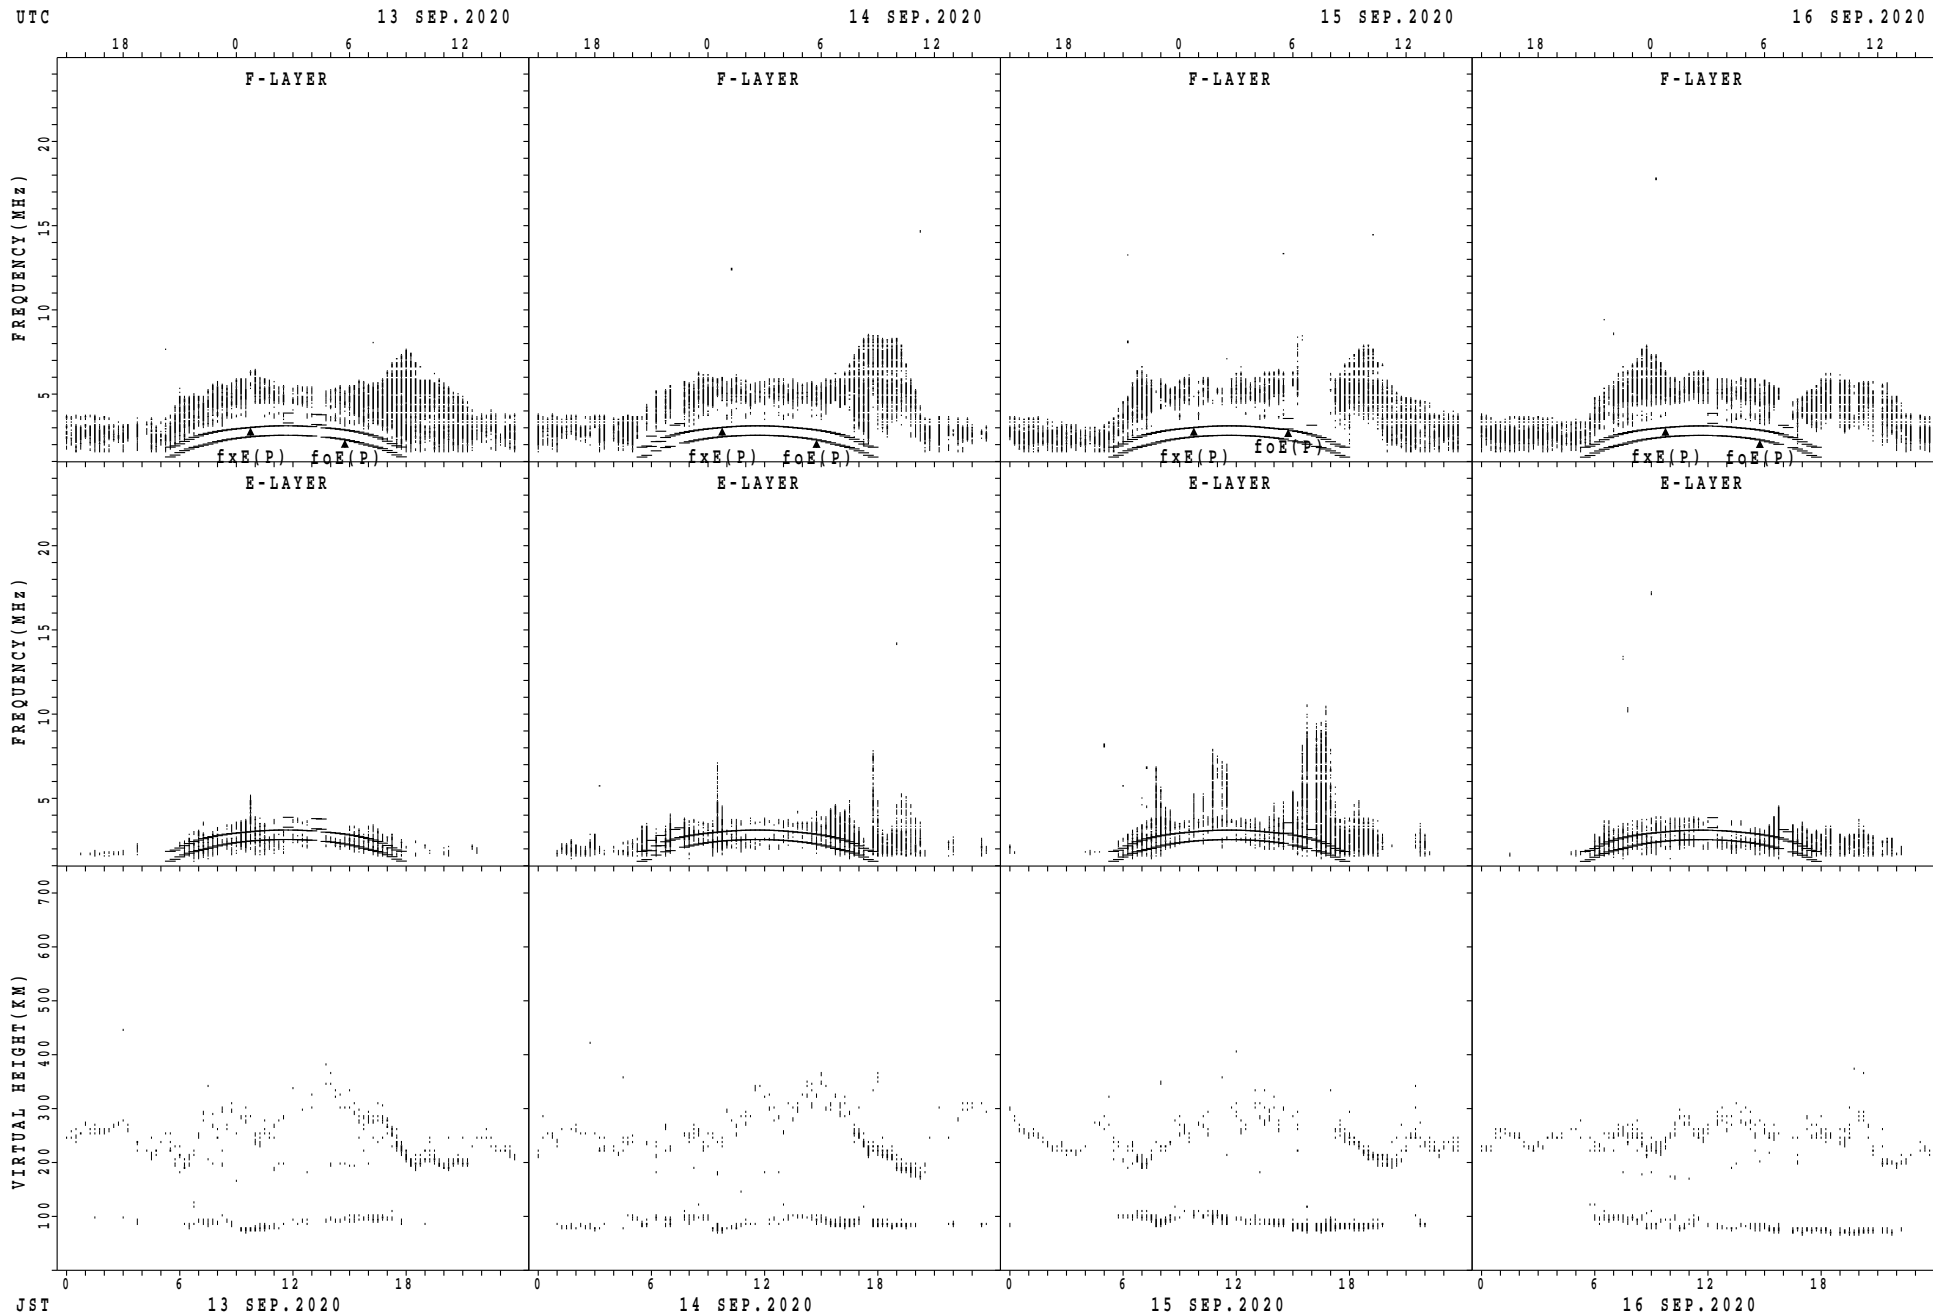 UTC 13 SEP.2020 14 SEP.2020 15 SEP.2020 16 SEP.2020
18 0 6 12 18 0 6 12 18 0 6 12 18 0 6 12
F-LAYER F-LAYER F-LAYER F-LAYER
FREQUENCY(MHz)
20
15
10
5
fxE(P) foE(P) fxE(P) foE(P) fxE(P) foE(P) fxE(P) foE(P)
E-LAYER E-LAYER E-LAYER E-LAYER
FREQUENCY(MHz)
20
15
10
5
VIRTUAL HEIGHT(KM)
700
600
500
400
300
200
100
0 6 12 18 0 6 12 18 0 6 12 18 0 6 12 18
JST 13 SEP.2020 14 SEP.2020 15 SEP.2020 16 SEP.2020